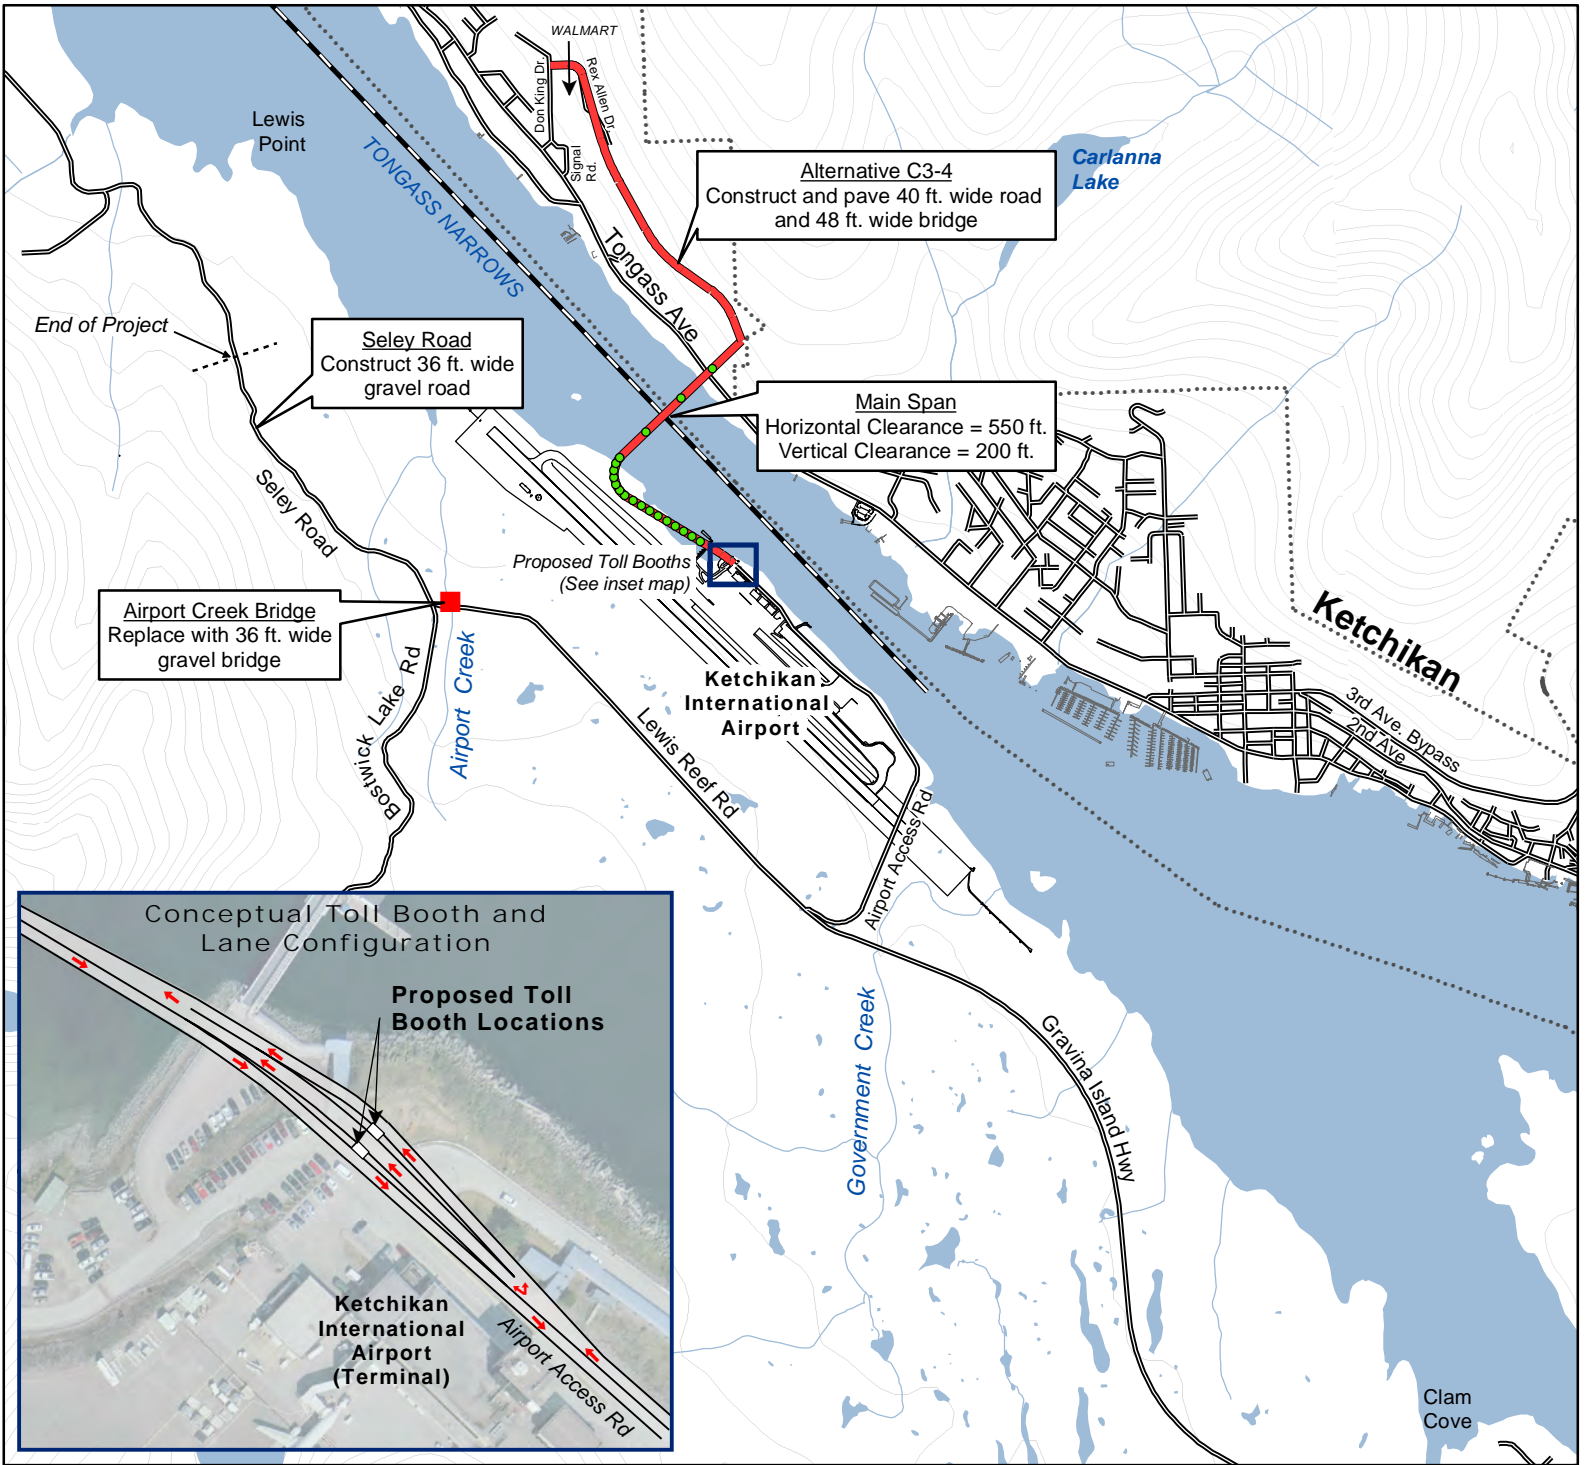 WALMART
Don King Dr.
Rex Allen Dr.
Signal
Rd.
Lewis
Point
TONGASS NARROWS
Tongass Ave
Alternative C3-4
Construct and pave 40 ft. wide road
and 48 ft. wide bridge
Carlanna
Lake
End of Project
Seley Road
Construct 36 ft. wide
gravel road
Main Span
Horizontal Clearance = 550 ft.
Vertical Clearance = 200 ft.
Seley Road
Proposed Toll Booths
(See inset map)
Airport Creek Bridge
Replace with 36 ft. wide
gravel bridge
Bostwick Lake Rd
Airport Creek
Ketchikan
International
Airport
Ketchikan
3rd Ave. Bypass
2nd Ave
Lewis Reef Rd
Airport Access Rd
Government Creek
Gravina Island Hwy
Clam
Cove
Conceptual Toll Booth and
Lane Configuration
Proposed Toll
Booth Locations
Ketchikan
International
Airport
(Terminal)
Airport Access Rd